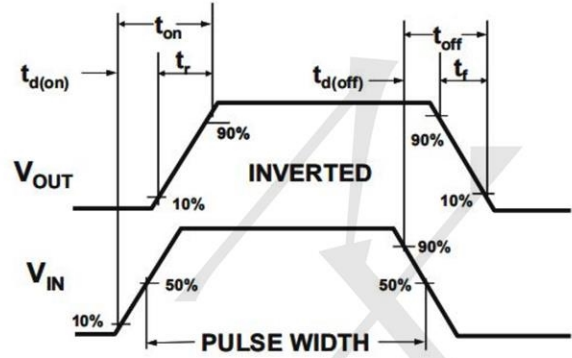 ton
toff
tr
tf
td(on)
td(off)
90%
90%
VOUT
INVERTED
10%
10%
VIN
90%
50%
50%
10%
PULSE WIDTH